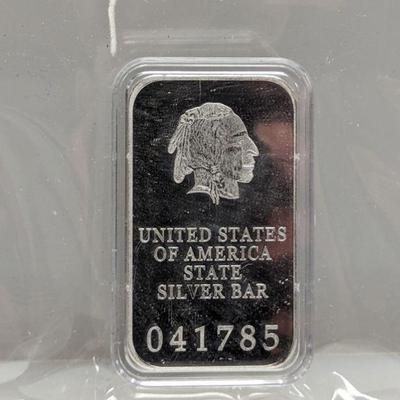 UNITED STATES
OF AMERICA
STATE
SILVER BAR
041785